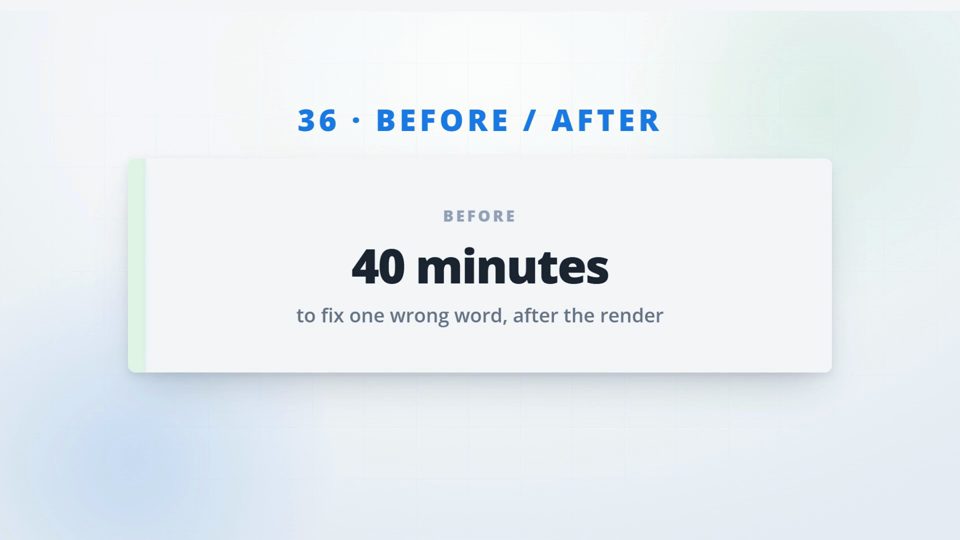 36 · BEFORE / AFTER
BEFORE
40 minutes
to fix one wrong word, after the render